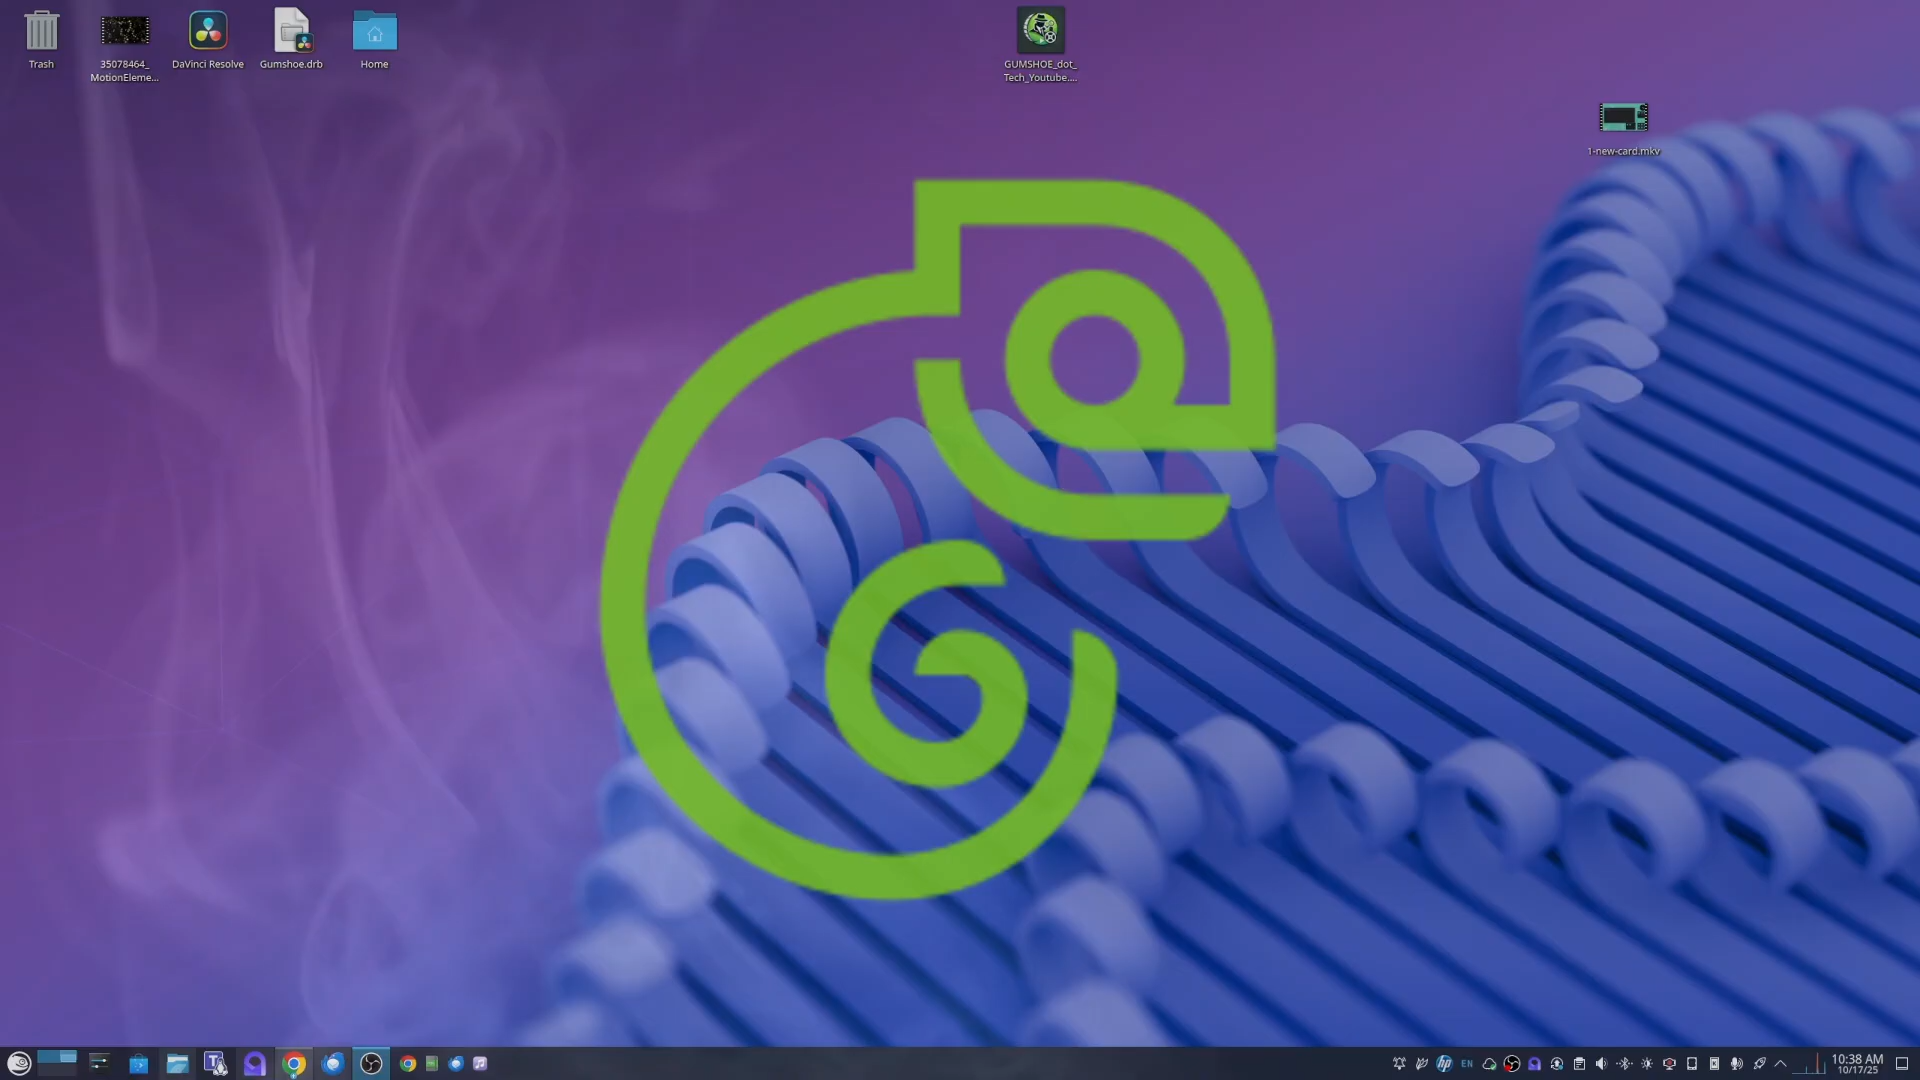 Trash
35078464_
MotionEleme...
DaVinci Resolve
Gumshoe.drb
Home
GUMSHOE_dot_
Tech_Youtube....
1-new-card.mkv
EN
10:38 AM
10/17/25